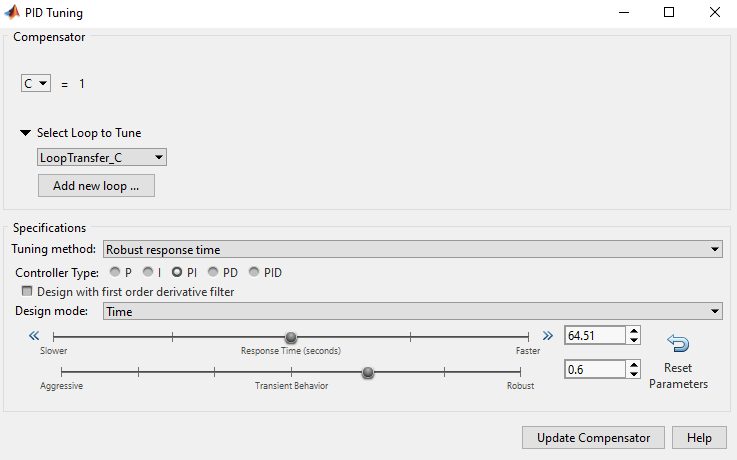 PID Tuning
Compensator
C = 1
Select Loop to Tune
LoopTransfer_C
Add new loop ...
Specifications
Tuning method: Robust response time
Controller Type: P I PI PD PID
Design with first order derivative filter
Design mode: Time
64.51
Slower Response Time (seconds) Faster
0.6
Aggressive Transient Behavior Robust
Reset
Parameters
Update Compensator Help